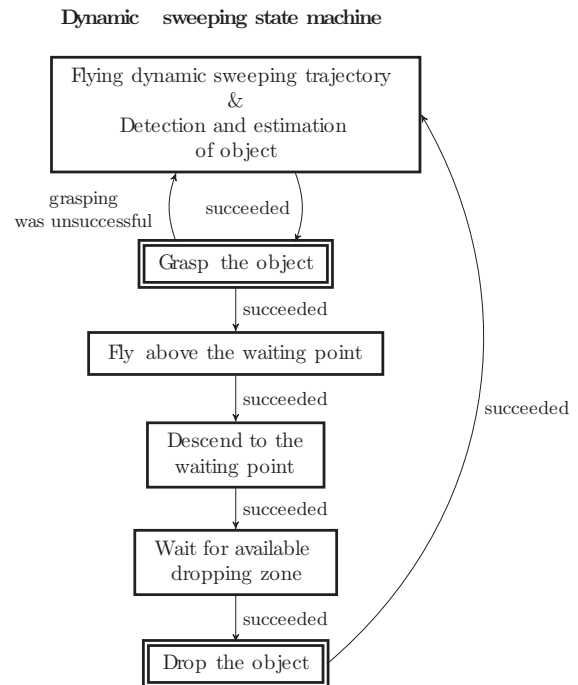 Dynamic sweeping state machine
Flying dynamic sweeping trajectory
&
Detection and estimation
of object
grasping
was unsuccessful
succeeded
Grasp the object
succeeded
Fly above the waiting point
succeeded
succeeded
Descend to the
waiting point
succeeded
Wait for available
dropping zone
succeeded
Drop the object